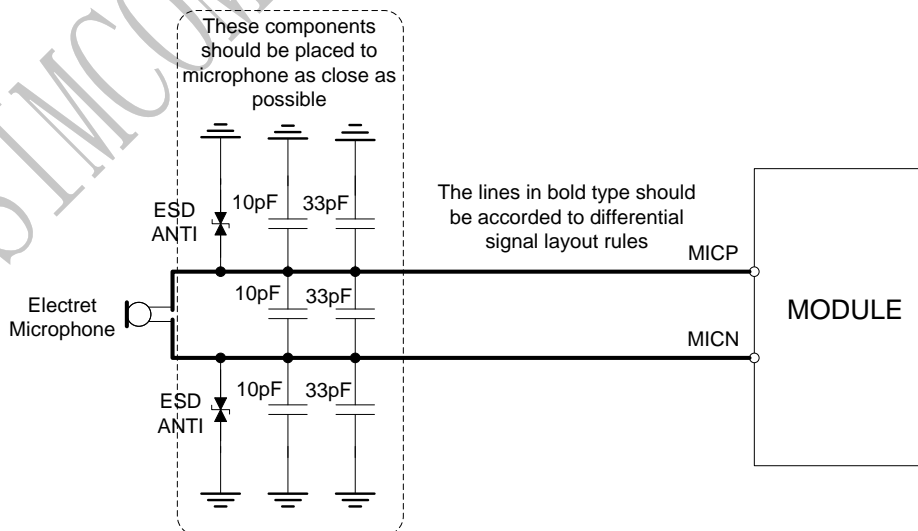 These components
should be placed to
microphone as close as
possible
SIMCOM
ESD
ANTI
10pF
33pF
The lines in bold type should
be accorded to differential
signal layout rules
MICP
Electret
Microphone
10pF
33pF
MODULE
MICN
ESD
ANTI
10pF
33pF